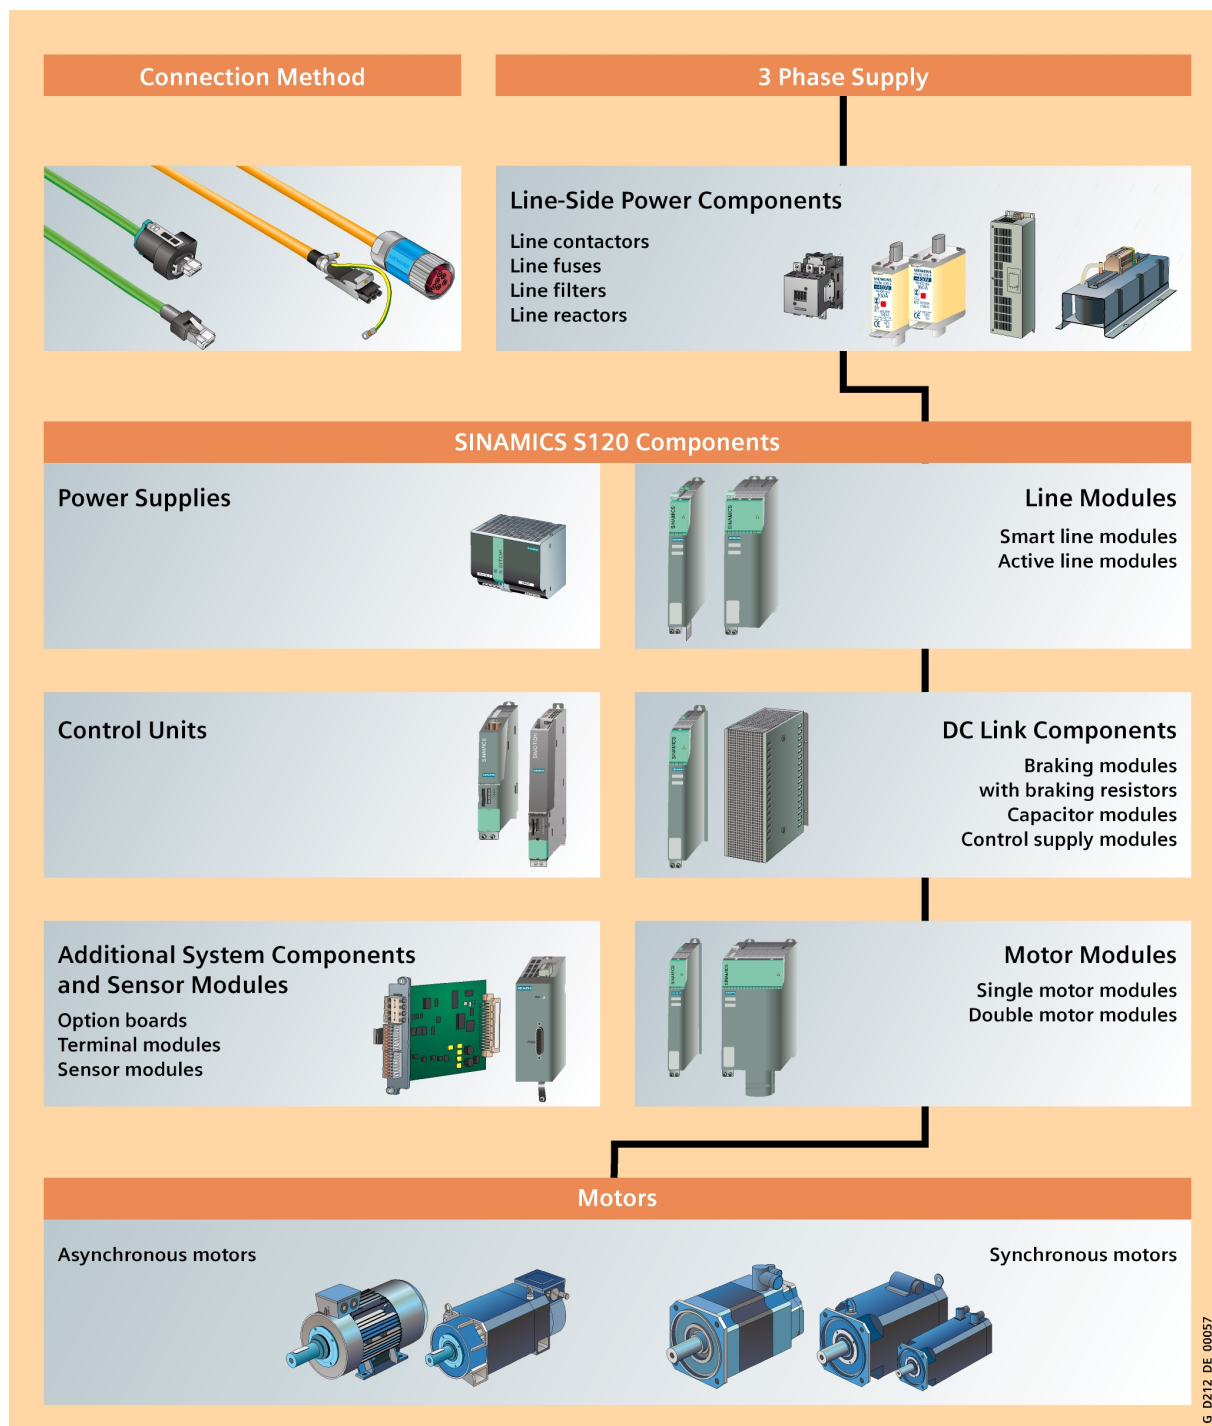 Connection Method
3 Phase Supply
Line-Side Power Components
Line contactors
Line fuses
Line filters
Line reactors
SINAMICS S120 Components
Power Supplies
Line Modules
Smart line modules
Active line modules
Control Units
DC Link Components
Braking modules
with braking resistors
Capacitor modules
Control supply modules
Additional System Components
and Sensor Modules
Option boards
Terminal modules
Sensor modules
Motor Modules
Single motor modules
Double motor modules
Motors
Asynchronous motors
Synchronous motors
G_D212_DE_00057